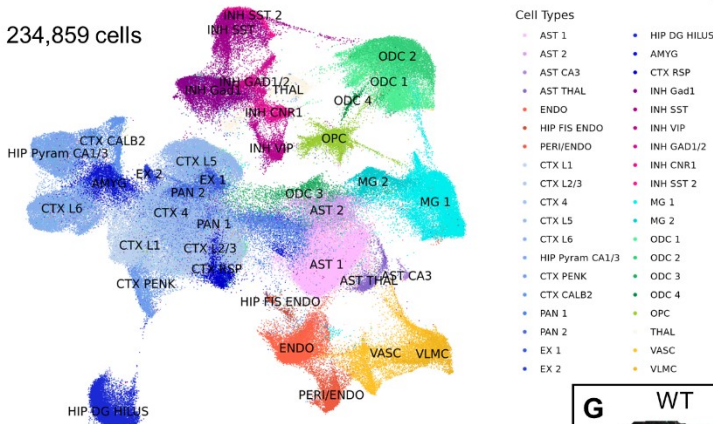 234,859 cells
INH SST 2
INH SST
ODC 2
INH GAD1/2
INH Gad1
THAL
ODC 1
ODC 4
INH CNR1
OPC
CTX CALB2
INH VIP
HIP Pyram CA1/3
CTX L5
EX 2
EX 1
AMYG
PAN 2
MG 2
ODC 3
MG 1
CTX L6
CTX 4
AST 2
PAN 1
CTX L1
CTX L2/3
AST 1
CTX RSP
AST CA3
CTX PENK
AST THAL
HIP FIS ENDO
ENDO
VASC
VLMC
PERI/ENDO
HIP DG HILUS
Cell Types
AST 1
AST 2
AST CA3
AST THAL
ENDO
HIP FIS ENDO
PERI/ENDO
CTX L1
CTX L2/3
CTX 4
CTX L5
CTX L6
HIP Pyram CA1/3
CTX PENK
CTX CALB2
PAN 1
PAN 2
EX 1
EX 2
HIP DG HILUS
AMYG
CTX RSP
INH Gad1
INH SST
INH VIP
INH GAD1/2
INH CNR1
INH SST 2
MG 1
MG 2
ODC 1
ODC 2
ODC 3
ODC 4
OPC
THAL
VASC
VLMC
G WT